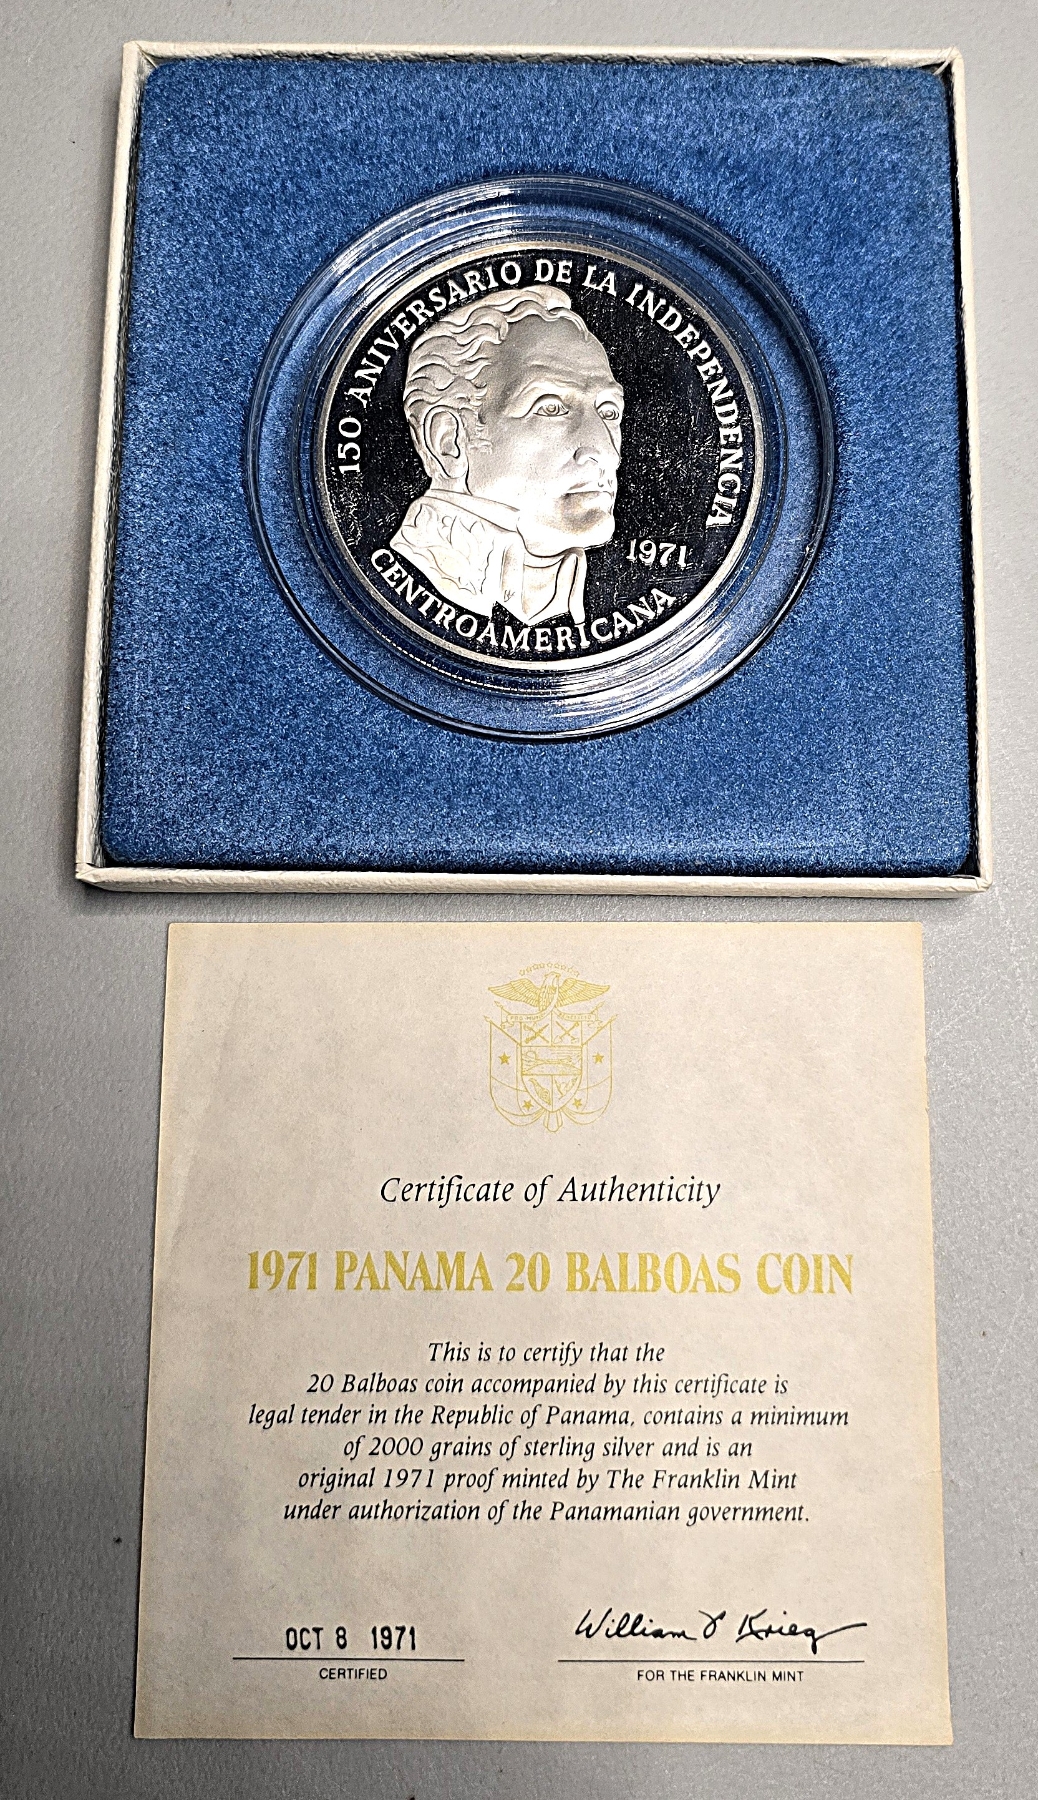 150 ANIVERSARIO DE LA INDEPENDENCIA
CENTROAMERICANA
1971
Certificate of Authenticity
1971 PANAMA 20 BALBOAS COIN
This is to certify that the
20 Balboas coin accompanied by this certificate is
legal tender in the Republic of Panama, contains a minimum
of 2000 grains of sterling silver and is an
original 1971 proof minted by The Franklin Mint
under authorization of the Panamanian government.
OCT 8 1971
CERTIFIED
William Krieg
FOR THE FRANKLIN MINT